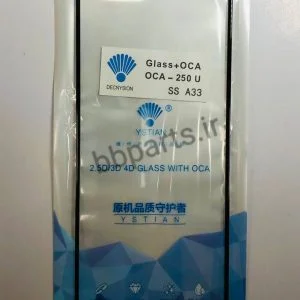 Glass+OCA
OCA - 250 U
DECNYSION
SS A33
®
YSTIAN
bbparts.ir
2.5D/3D 4D GLASS WITH OCA
原机品质守护者
YSTIAN